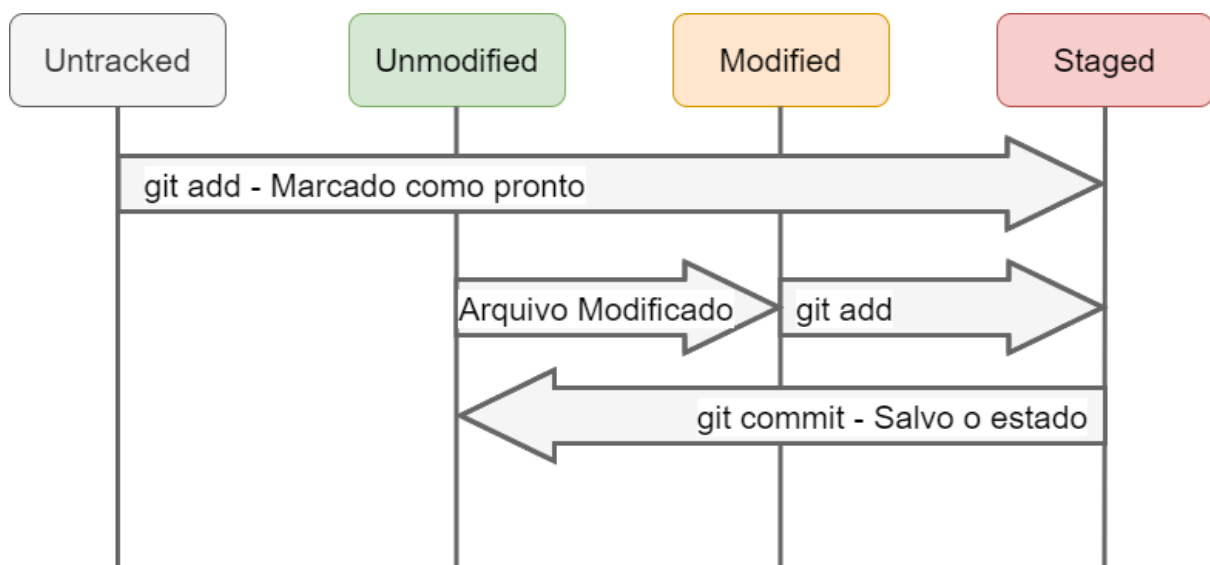 Untracked
Unmodified
Modified
Staged
git add - Marcado como pronto
Arquivo Modificado
git add
git commit - Salvo o estado